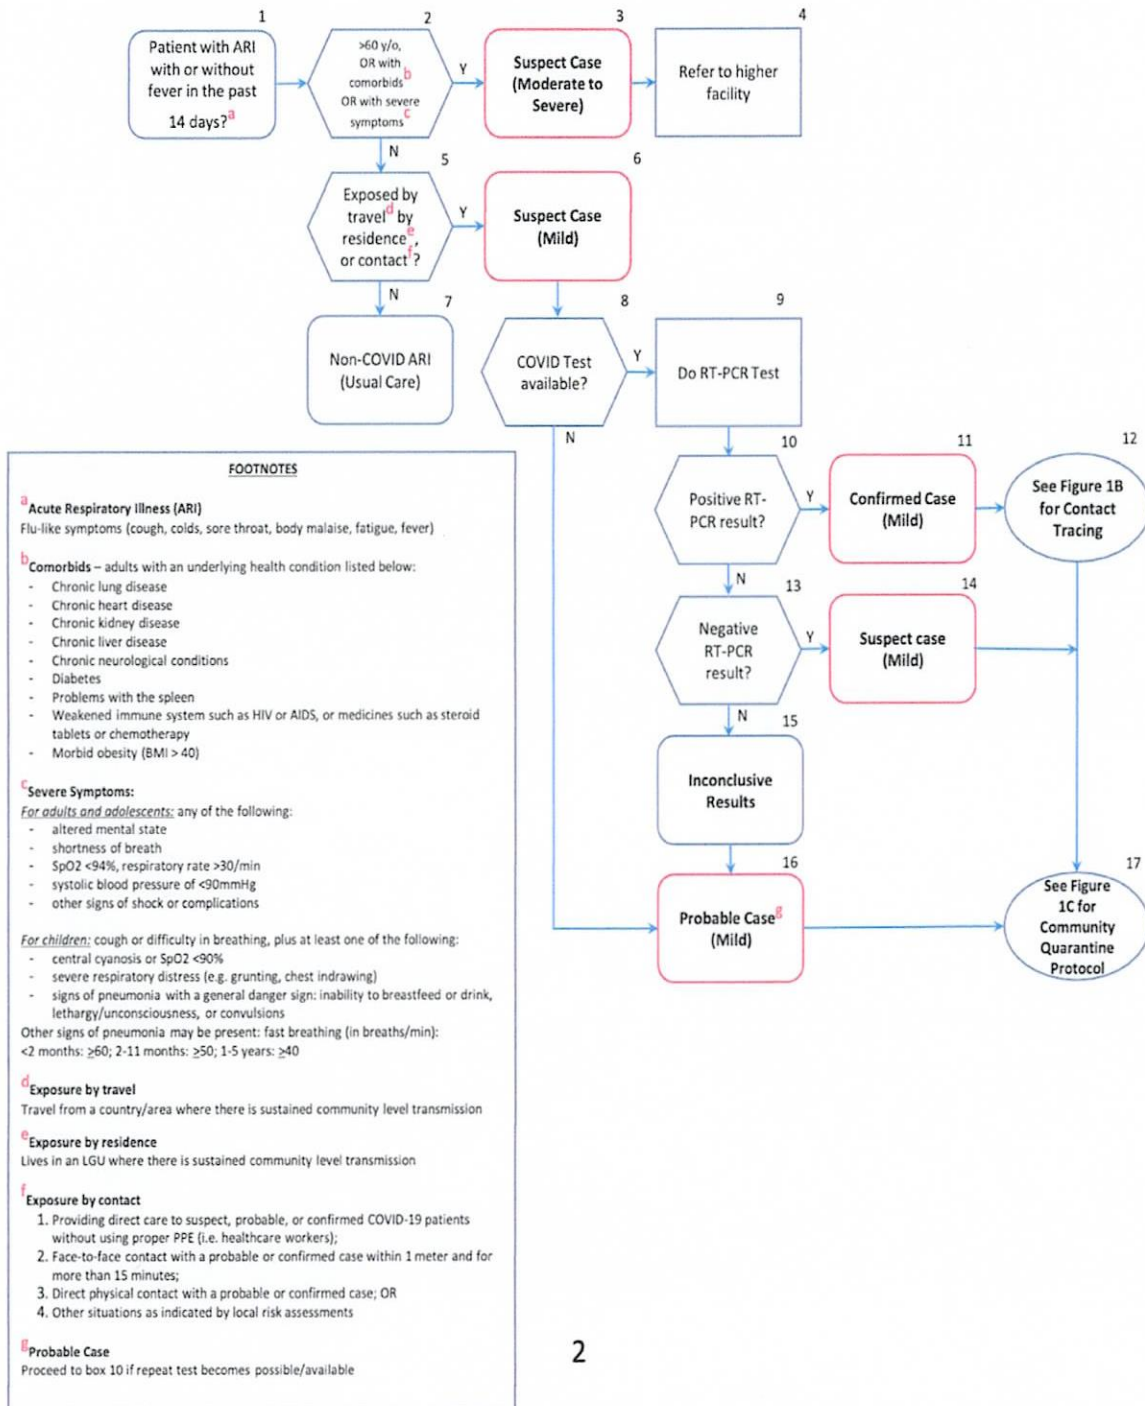 1
Patient with ARI
with or without
fever in the past
14 days?a
2
>60 y/o,
OR with
comorbids b
OR with severe
symptoms c
Y
3
Suspect Case
(Moderate to
Severe)
4
Refer to higher
facility
N
5
Exposed by
travel d by
residence e,
or contact f?
Y
6
Suspect Case
(Mild)
N
7
Non-COVID ARI
(Usual Care)
8
COVID Test
available?
Y
9
Do RT-PCR Test
N
10
Positive RT-
PCR result?
Y
11
Confirmed Case
(Mild)
12
See Figure 1B
for Contact
Tracing
N
13
Negative
RT-PCR
result?
Y
14
Suspect case
(Mild)
N
15
Inconclusive
Results
16
Probable Case g
(Mild)
17
See Figure
1C for
Community
Quarantine
Protocol
FOOTNOTES
a Acute Respiratory Illness (ARI)
Flu-like symptoms (cough, colds, sore throat, body malaise, fatigue, fever)
b Comorbids – adults with an underlying health condition listed below:
- Chronic lung disease
- Chronic heart disease
- Chronic kidney disease
- Chronic liver disease
- Chronic neurological conditions
- Diabetes
- Problems with the spleen
- Weakened immune system such as HIV or AIDS, or medicines such as steroid
tablets or chemotherapy
- Morbid obesity (BMI > 40)
c Severe Symptoms:
For adults and adolescents: any of the following:
- altered mental state
- shortness of breath
- SpO2 <94%, respiratory rate >30/min
- systolic blood pressure of <90mmHg
- other signs of shock or complications
For children: cough or difficulty in breathing, plus at least one of the following:
- central cyanosis or SpO2 <90%
- severe respiratory distress (e.g. grunting, chest indrawing)
- signs of pneumonia with a general danger sign: inability to breastfeed or drink,
lethargy/unconsciousness, or convulsions
Other signs of pneumonia may be present: fast breathing (in breaths/min):
<2 months: ≥60; 2-11 months: ≥50; 1-5 years: ≥40
d Exposure by travel
Travel from a country/area where there is sustained community level transmission
e Exposure by residence
Lives in an LGU where there is sustained community level transmission
f Exposure by contact
1. Providing direct care to suspect, probable, or confirmed COVID-19 patients
without using proper PPE (i.e. healthcare workers);
2. Face-to-face contact with a probable or confirmed case within 1 meter and for
more than 15 minutes;
3. Direct physical contact with a probable or confirmed case; OR
4. Other situations as indicated by local risk assessments
g Probable Case
Proceed to box 10 if repeat test becomes possible/available
2